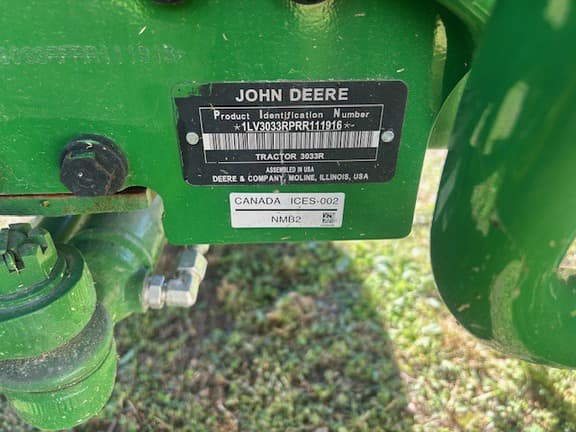 JOHN DEERE
Product Identification Number
*1LV3033RPRR111916*
TRACTOR 3033R
ASSEMBLED IN USA
DEERE & COMPANY, MOLINE, ILLINOIS, USA
CANADA ICES-002
NMB2